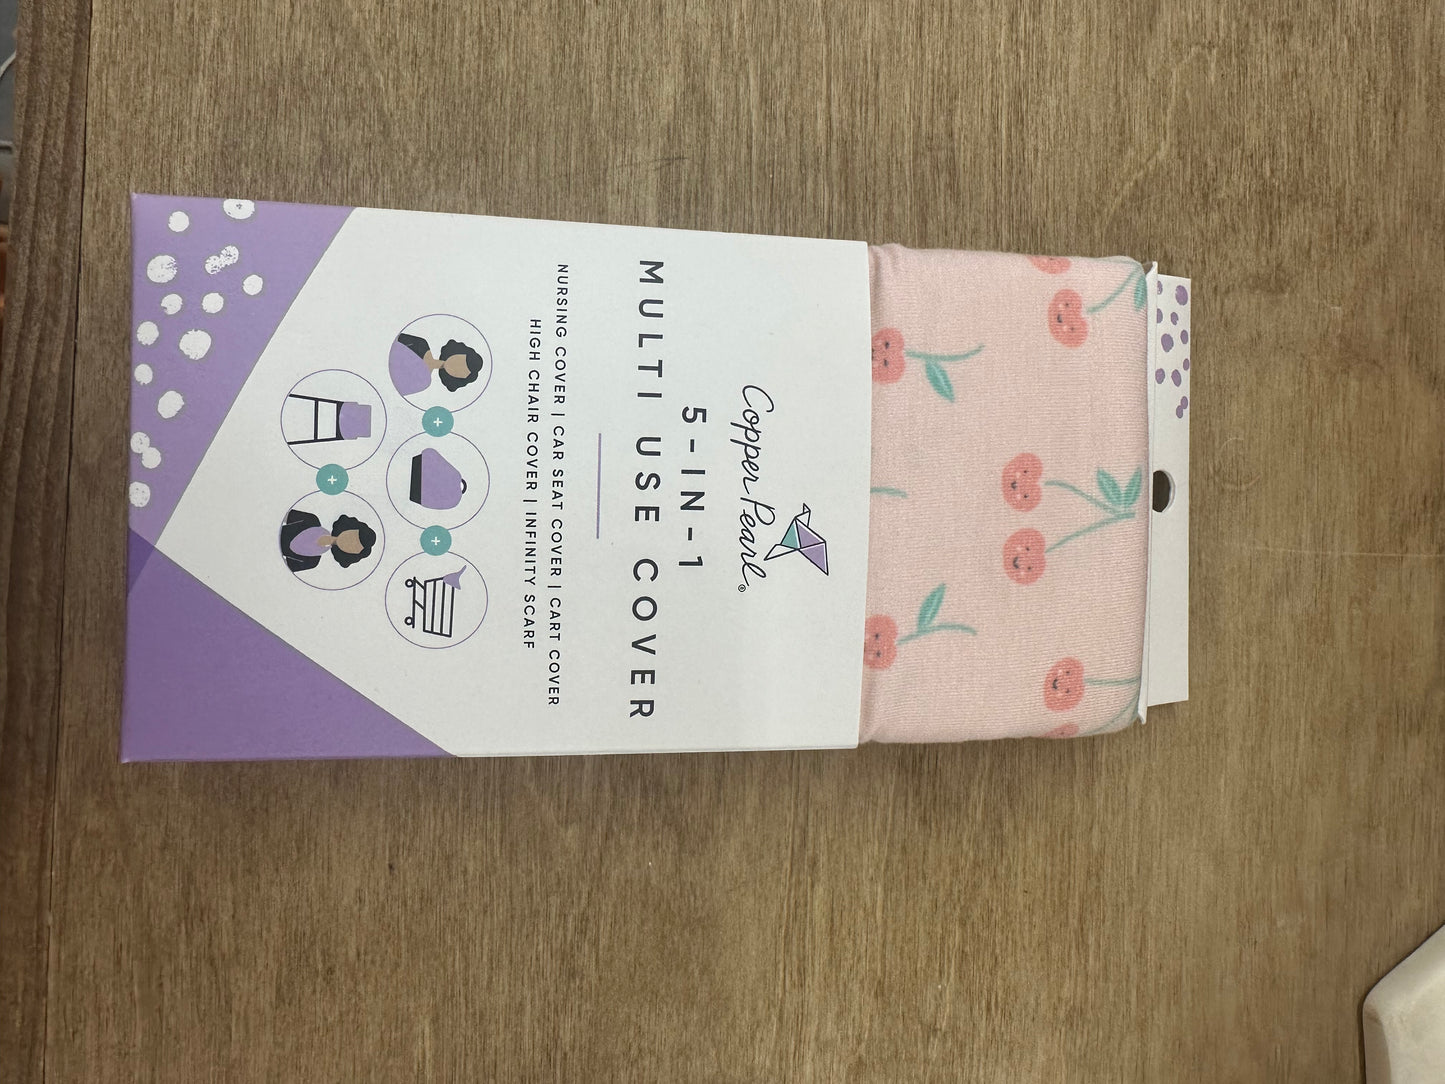 Copper Pearl®
5-IN-1
MULTI USE COVER
NURSING COVER | CAR SEAT COVER | CART COVER
HIGH CHAIR COVER | INFINITY SCARF